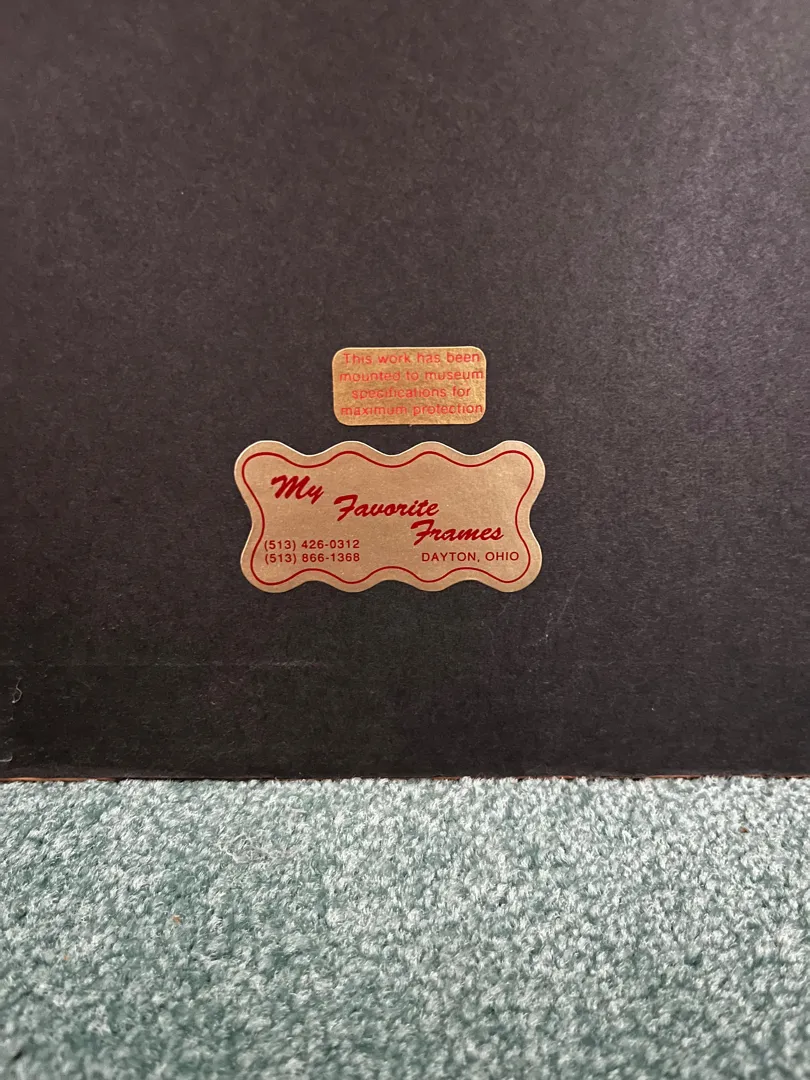 This work has been
mounted to museum
specifications for
maximum protection
My
Favorite
Frames
(513) 426-0312
(513) 866-1368
DAYTON, OHIO